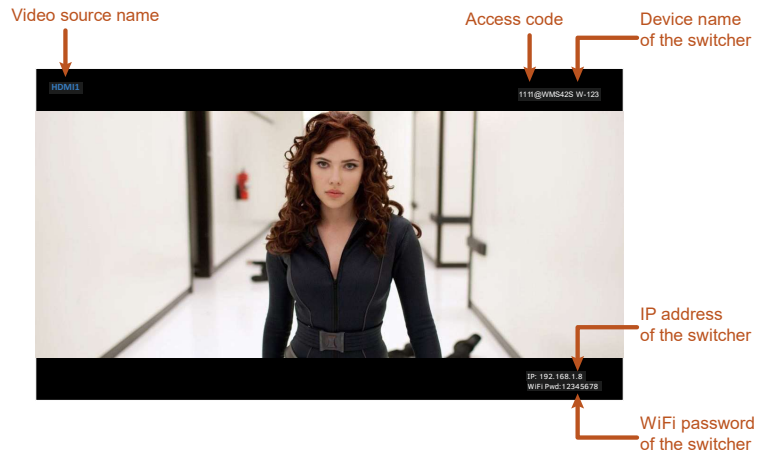 Video source name
Access code
Device name
of the switcher
HDMI1
1111@WMS42S W-123
IP address
of the switcher
IP: 192.168.1.8
WiFi Pwd:12345678
WiFi password
of the switcher